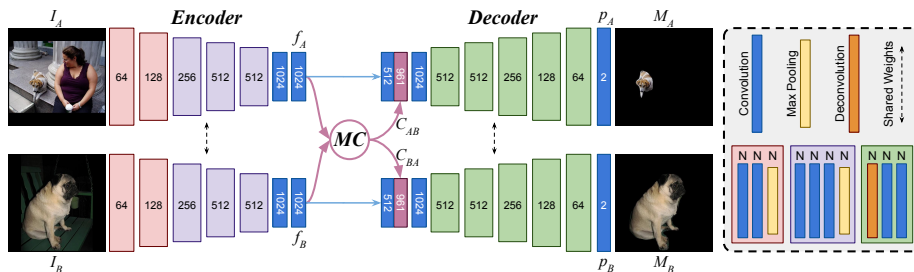 Encoder
Decoder
I_A
f_A
p_A
M_A
64
128
256
512
512
1024
1024
512
961
1024
512
512
256
128
64
2
MC
C_AB
C_BA
64
128
256
512
512
1024
1024
512
961
1024
512
512
256
128
64
2
I_B
f_B
p_B
M_B
Convolution
Max Pooling
Deconvolution
Shared Weights
N N N
N N N N
N N N